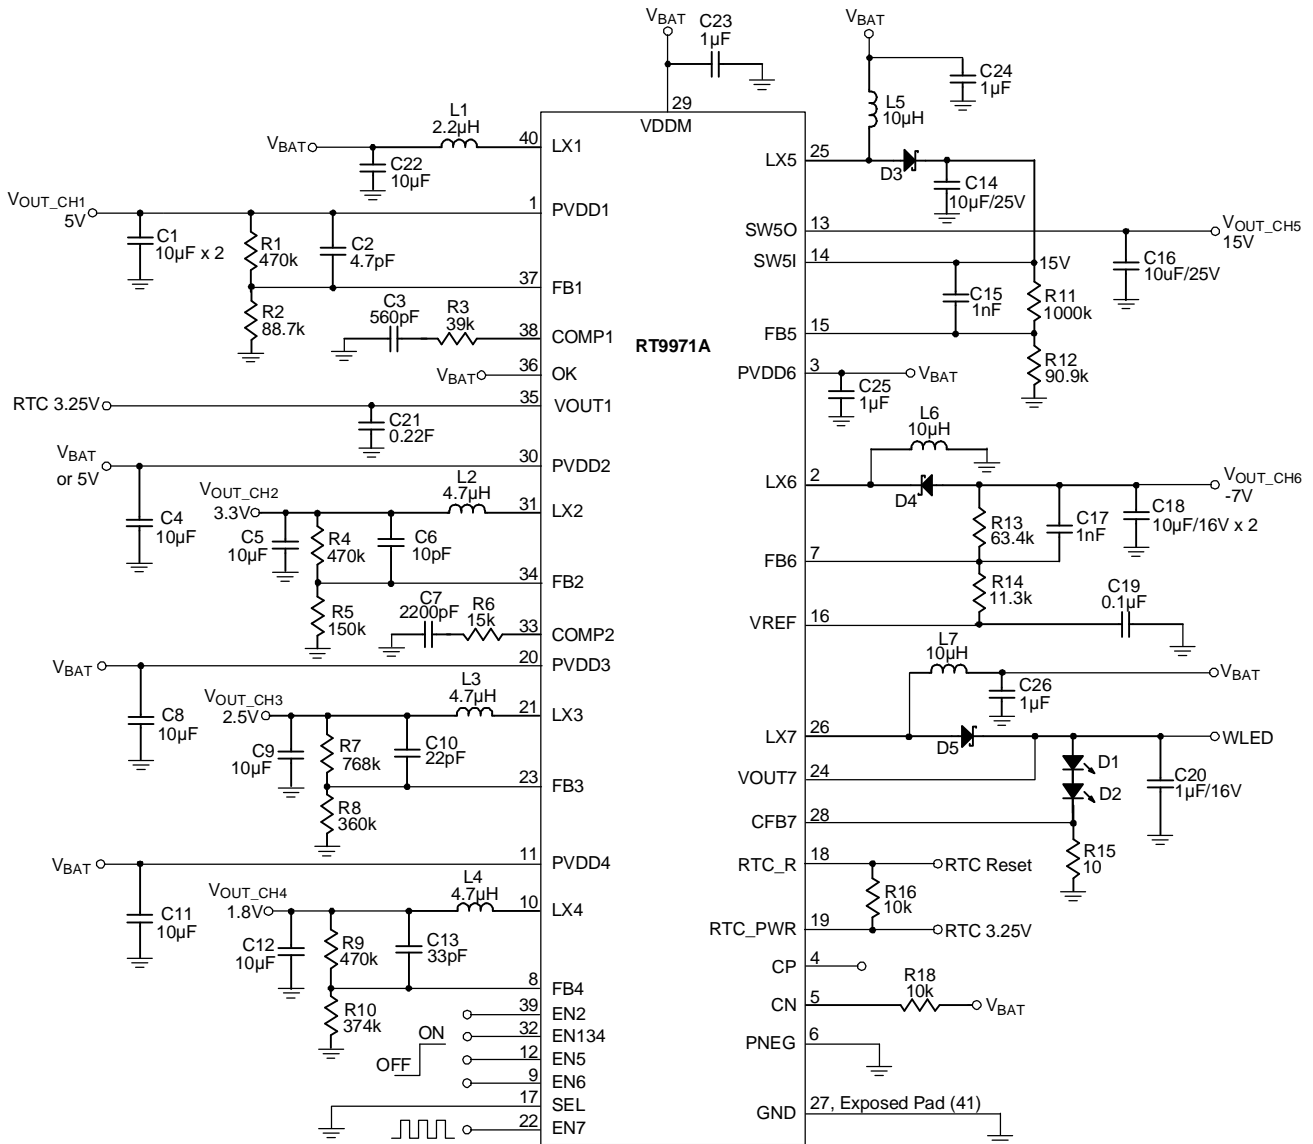 VBAT
C23
1µF
VBAT
C24
1µF
L5
10µH
29
VDDM
L1
2.2µH
VBAT
C22
10µF
40
LX1
VOUT_CH1
5V
1
PVDD1
C1
10µF x 2
R1
470k
C2
4.7pF
37
FB1
R2
88.7k
C3
560pF
R3
39k
38
COMP1
VBAT
36
OK
RTC 3.25V
35
VOUT1
C21
0.22F
VBAT
or 5V
30
PVDD2
C4
10µF
VOUT_CH2
3.3V
L2
4.7µH
31
LX2
C5
10µF
R4
470k
C6
10pF
34
FB2
R5
150k
C7
2200pF
R6
15k
33
COMP2
VBAT
20
PVDD3
C8
10µF
VOUT_CH3
2.5V
L3
4.7µH
21
LX3
C9
10µF
R7
768k
C10
22pF
23
FB3
R8
360k
VBAT
11
PVDD4
C11
10µF
VOUT_CH4
1.8V
L4
4.7µH
10
LX4
C12
10µF
R9
470k
C13
33pF
8
FB4
R10
374k
39
EN2
ON
OFF
32
EN134
12
EN5
9
EN6
17
SEL
22
EN7
RT9971A
LX5
25
D3
C14
10µF/25V
SW5O
13
VOUT_CH5
15V
C16
10uF/25V
SW5I
14
15V
C15
1nF
R11
1000k
FB5
15
R12
90.9k
PVDD6
3
VBAT
C25
1µF
L6
10µH
LX6
2
D4
VOUT_CH6
-7V
R13
63.4k
C17
1nF
C18
10µF/16V x 2
FB6
7
R14
11.3k
C19
0.1µF
VREF
16
L7
10µH
VBAT
C26
1µF
LX7
26
D5
WLED
D1
D2
C20
1µF/16V
VOUT7
24
CFB7
28
R15
10
RTC_R
18
RTC Reset
R16
10k
RTC_PWR
19
RTC 3.25V
CP
4
CN
5
R18
10k
VBAT
PNEG
6
GND
27, Exposed Pad (41)